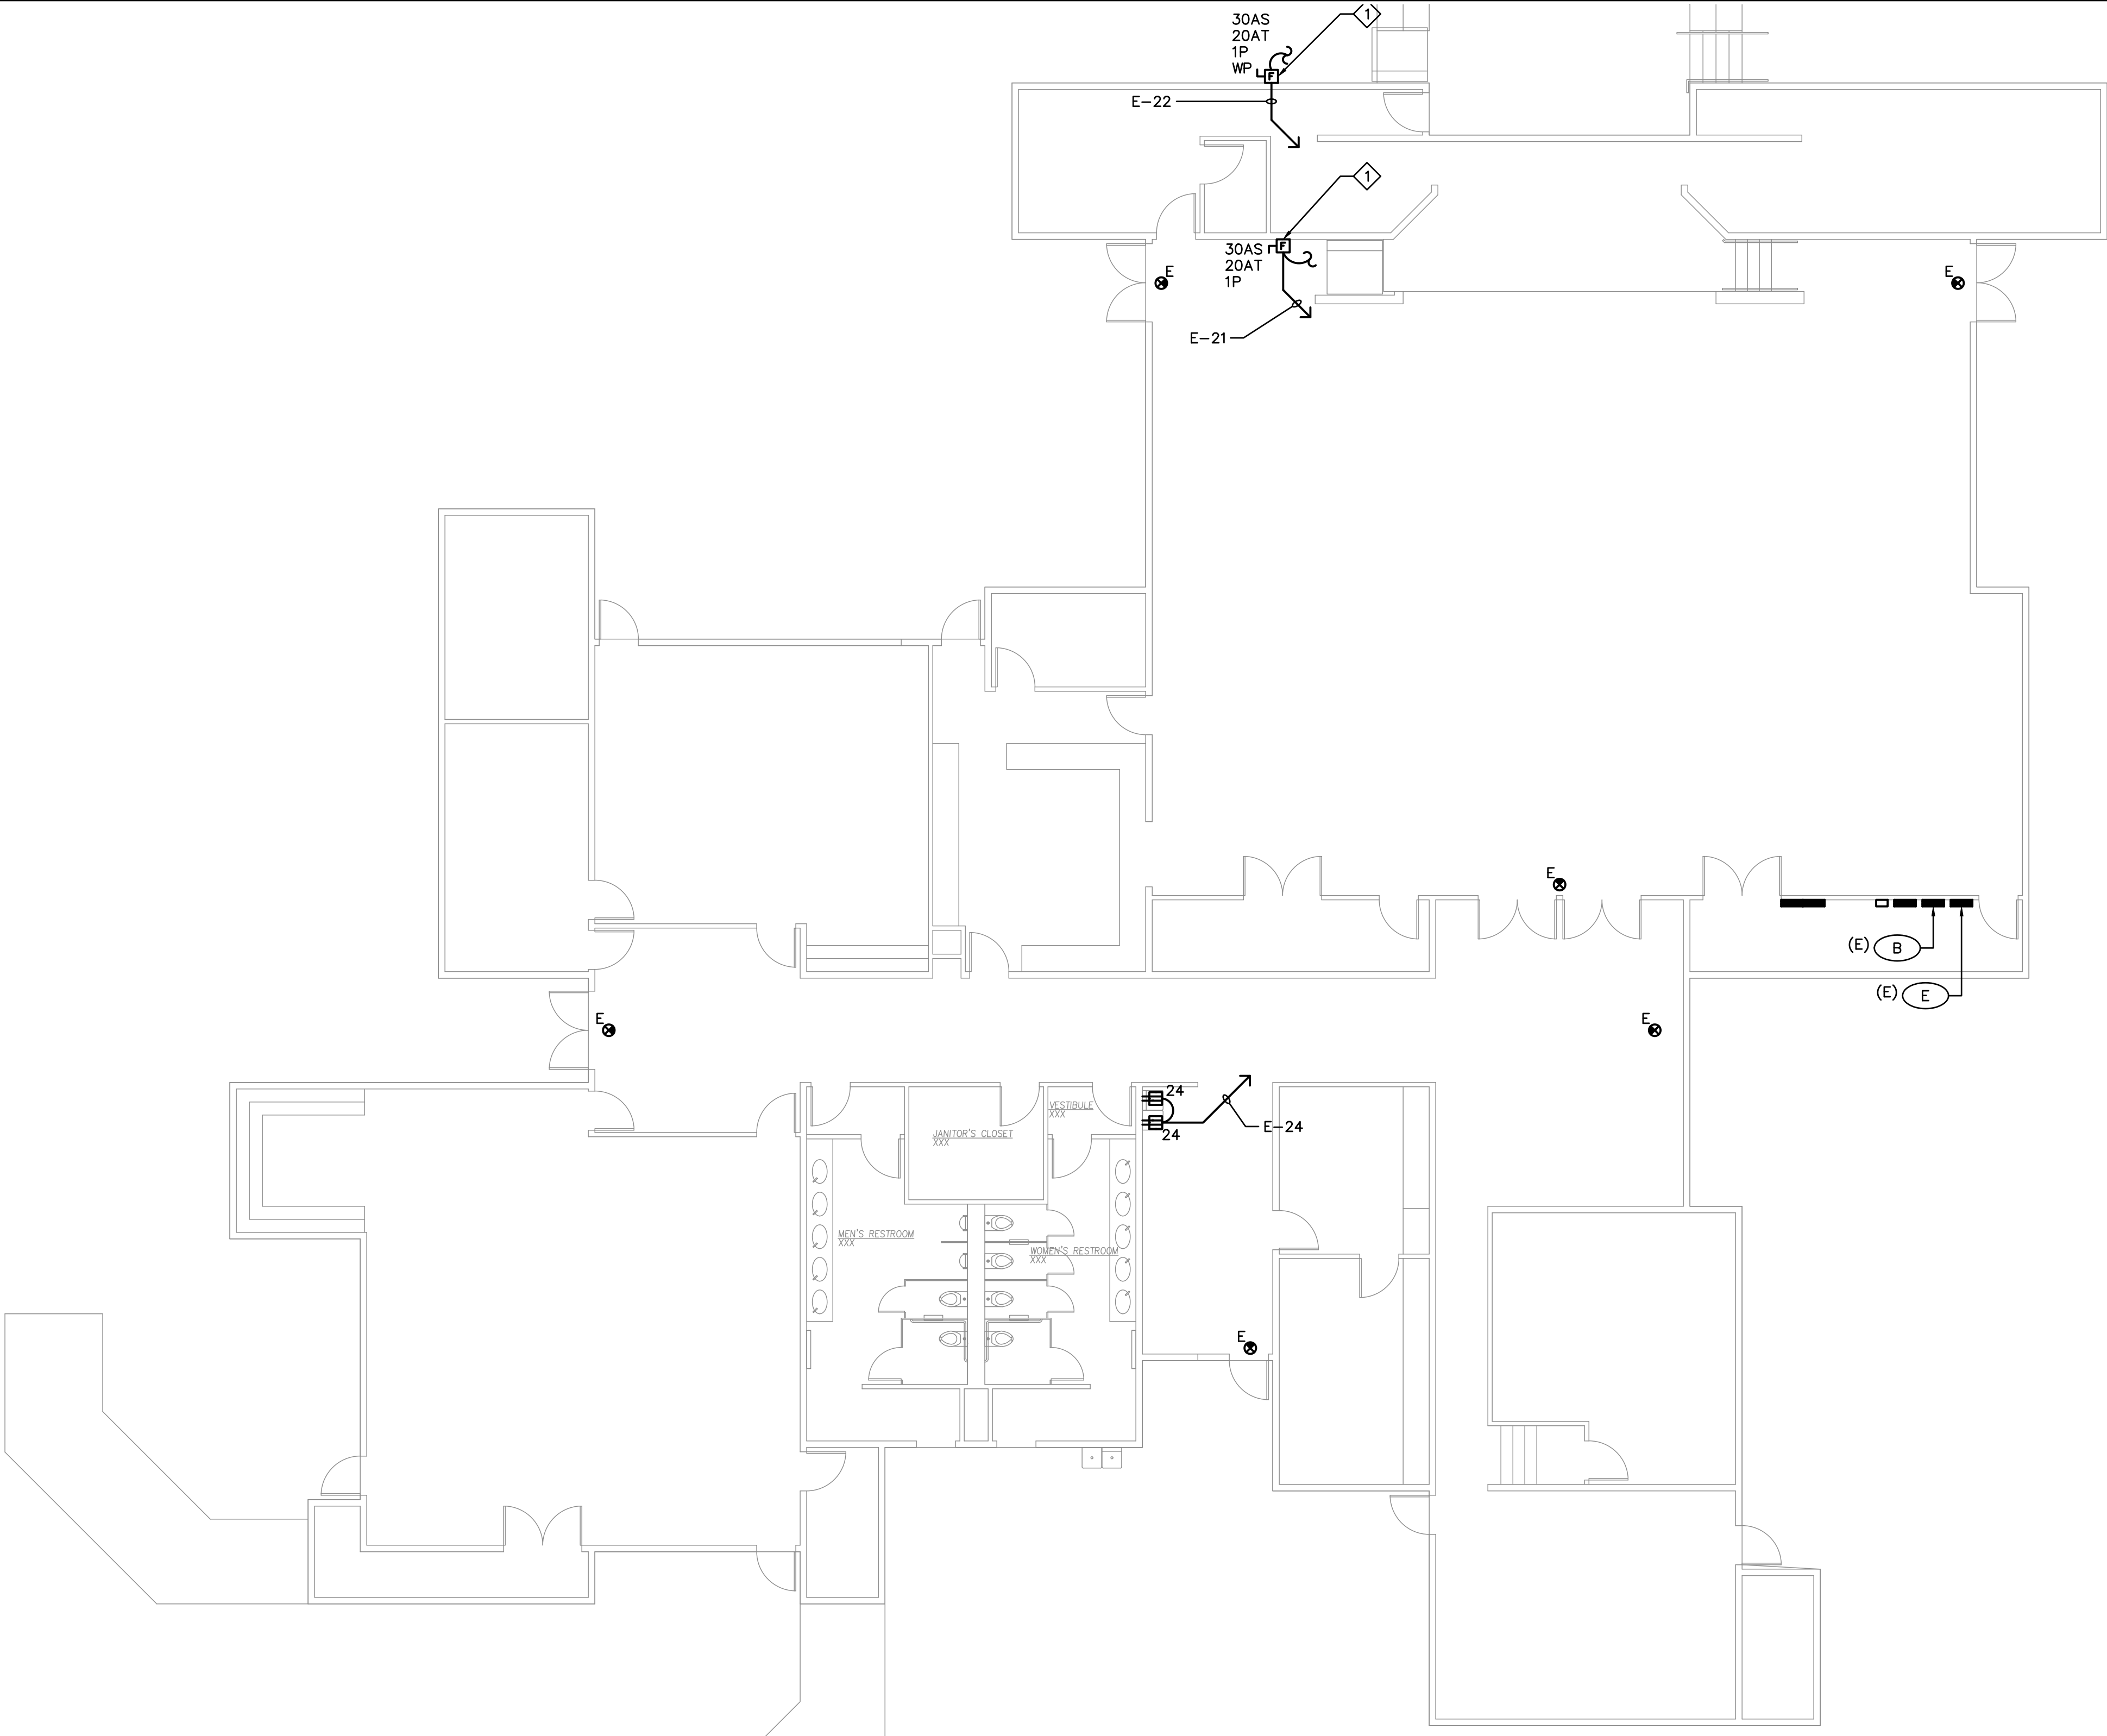 30AS
20AT
1P
WP
F
1
E-22
1
30AS
20AT
1P
F
E
E
E-21
E
(E) B
(E) E
E
E
24
24
E-24
VESTIBULE
XXX
JANITOR'S CLOSET
XXX
MEN'S RESTROOM
XXX
WOMEN'S RESTROOM
XXX
E